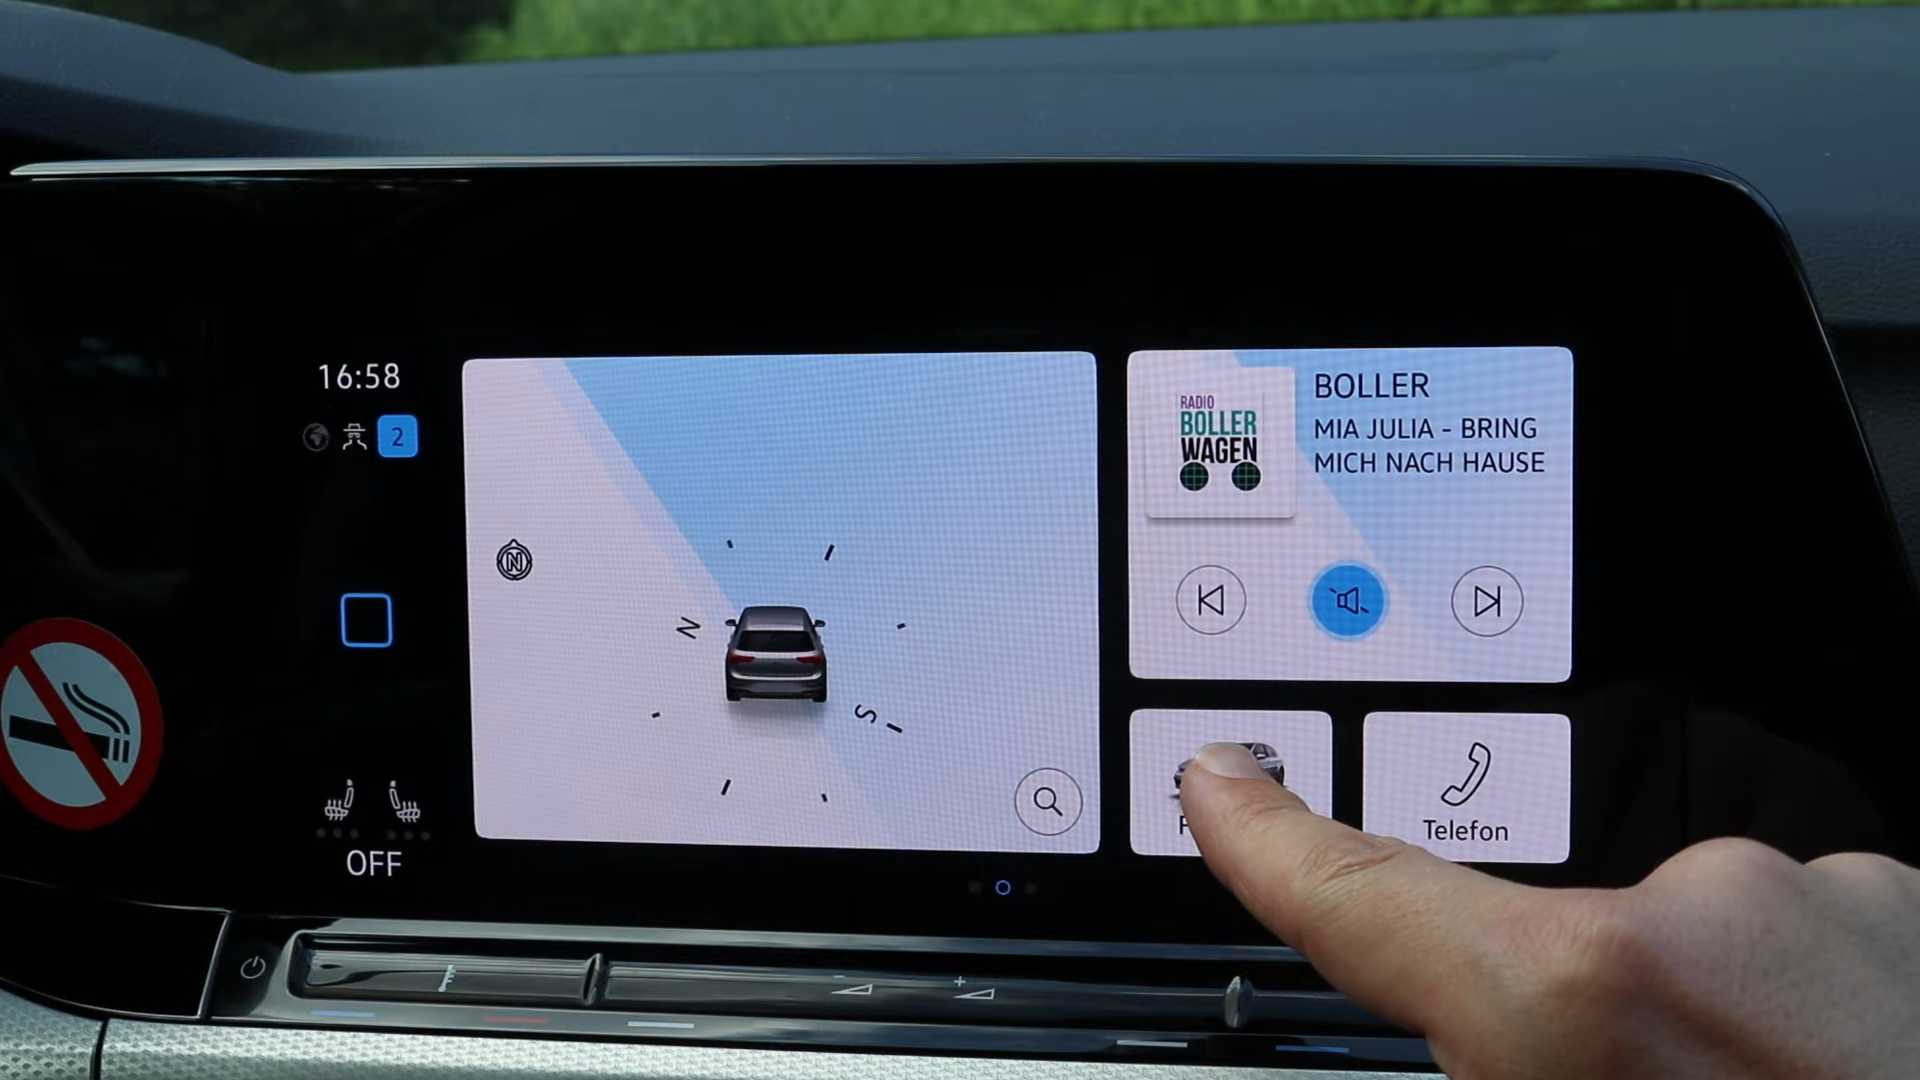 16:58
2
OFF
N
N
S
RADIO
BOLLER
WAGEN
BOLLER
MIA JULIA - BRING
MICH NACH HAUSE
F
Telefon
- +